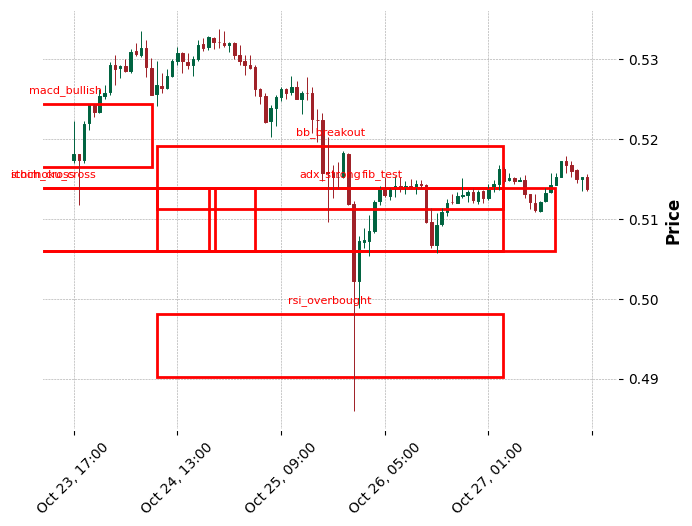 macd_bullish
bb_breakout
adx_strong
fib_test
rsi_overbought
0.53
0.52
0.51
0.50
0.49
Price
Oct 23, 17:00
Oct 24, 13:00
Oct 25, 09:00
Oct 26, 05:00
Oct 27, 01:00